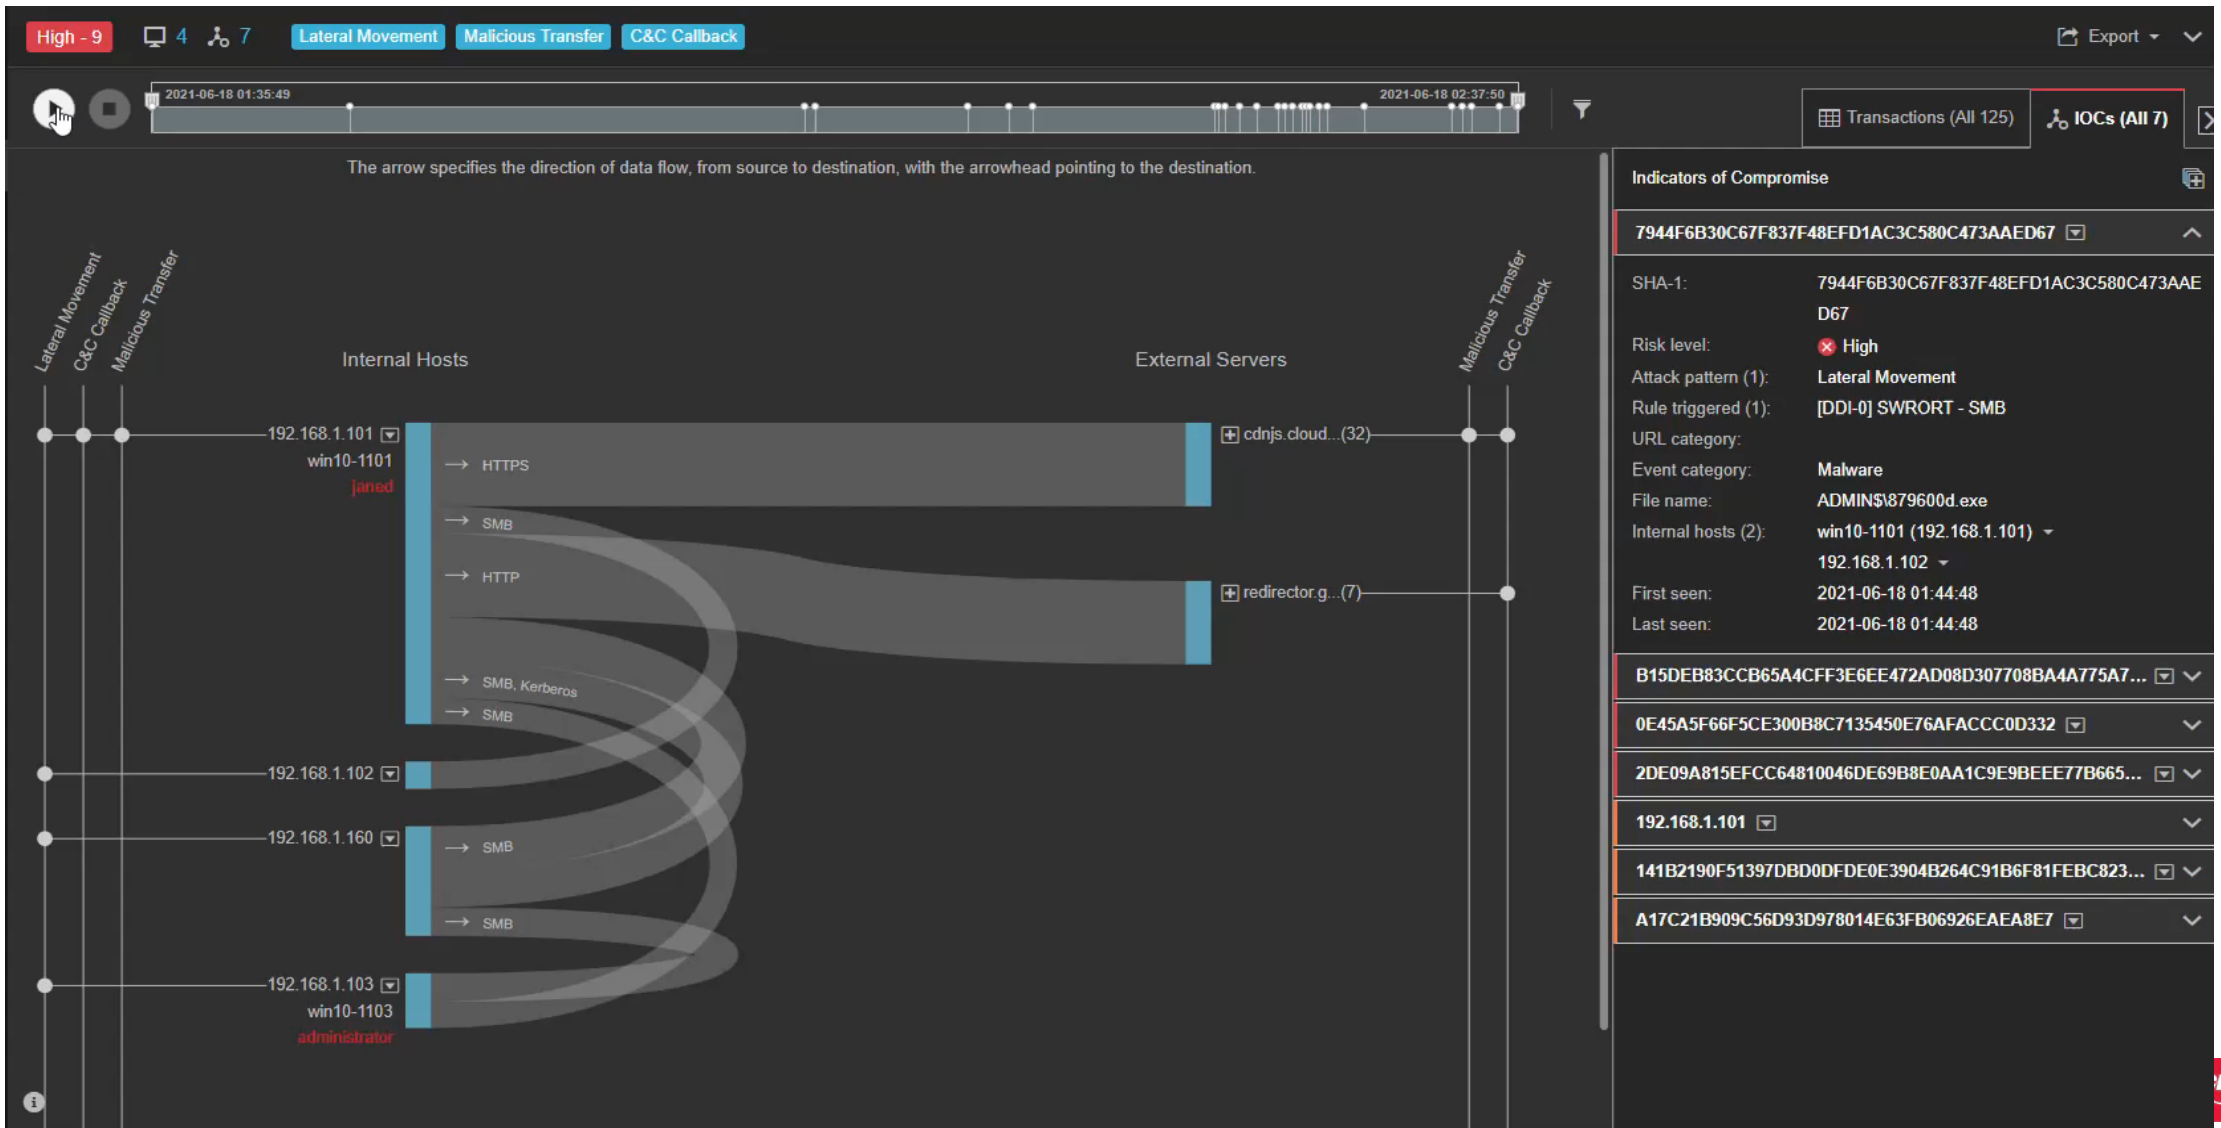 High - 9
4
7
Lateral Movement
Malicious Transfer
C&C Callback
Export
2021-06-18 01:35:49
2021-06-18 02:37:50
Transactions (All 125)
IOCs (All 7)
The arrow specifies the direction of data flow, from source to destination, with the arrowhead pointing to the destination.
Lateral Movement
C&C Callback
Malicious Transfer
Internal Hosts
External Servers
Malicious Transfer
C&C Callback
192.168.1.101
win10-1101
janed
HTTPS
SMB
HTTP
SMB, Kerberos
SMB
cdnjs.cloud...(32)
redirector.g...(7)
192.168.1.102
192.168.1.160
SMB
SMB
192.168.1.103
win10-1103
administrator
Indicators of Compromise
7944F6B30C67F837F48EFD1AC3C580C473AAED67
SHA-1: 7944F6B30C67F837F48EFD1AC3C580C473AAE
D67
Risk level: High
Attack pattern (1): Lateral Movement
Rule triggered (1): [DDI-0] SWRORT - SMB
URL category:
Event category: Malware
File name: ADMIN$\879600d.exe
Internal hosts (2): win10-1101 (192.168.1.101)
192.168.1.102
First seen: 2021-06-18 01:44:48
Last seen: 2021-06-18 01:44:48
B15DEB83CCB65A4CFF3E6EE472AD08D307708BA4A775A7...
0E45A5F66F5CE300B8C7135450E76AFACCC0D332
2DE09A815EFCC64810046DE69B8E0AA1C9E9BEEE77B665...
192.168.1.101
141B2190F51397DBD0DFDE0E3904B264C91B6F81FEBC823...
A17C21B909C56D93D978014E63FB06926EAEA8E7